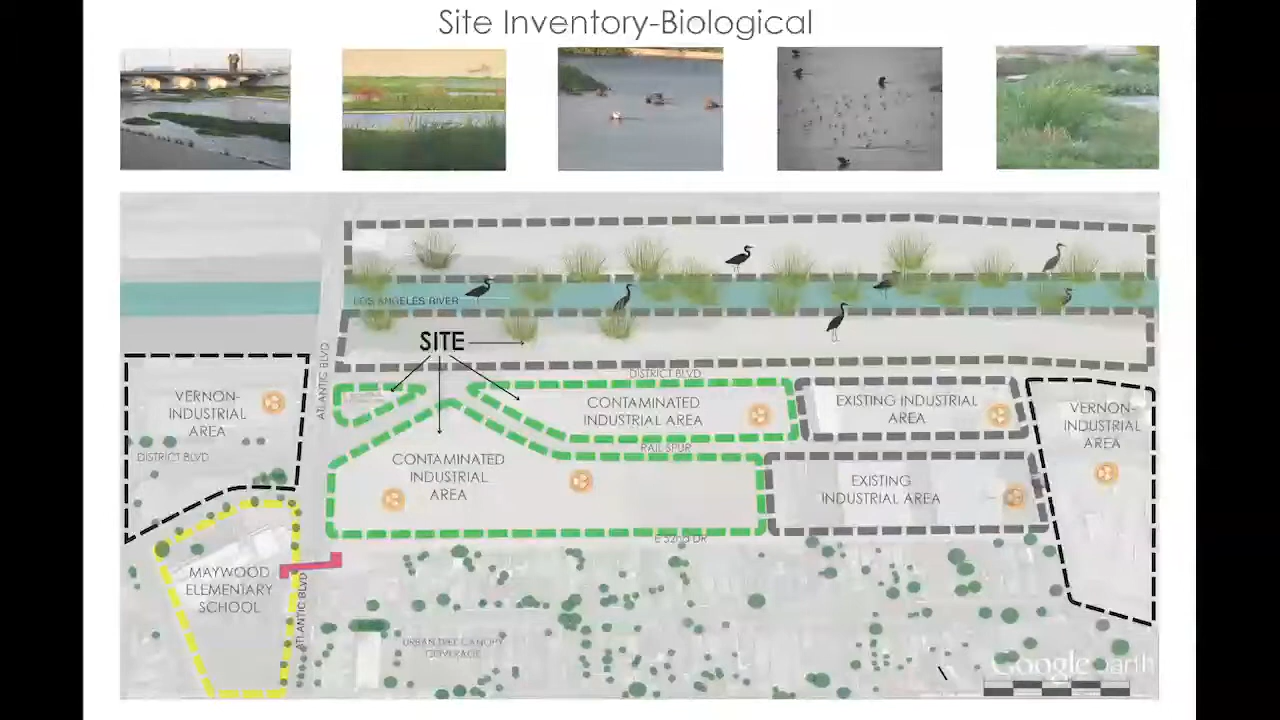 Site Inventory-Biological
LOS ANGELES RIVER
SITE
ATLANTIC BLVD
DISTRICT BLVD
VERNON-
INDUSTRIAL
AREA
DISTRICT BLVD
CONTAMINATED
INDUSTRIAL AREA
EXISTING INDUSTRIAL
AREA
VERNON-
INDUSTRIAL
AREA
RAIL SPUR
CONTAMINATED
INDUSTRIAL
AREA
EXISTING
INDUSTRIAL AREA
E 52nd DR
MAYWOOD
ELEMENTARY
SCHOOL
ATLANTIC BLVD
URBAN TREE CANOPY
COVERAGE
Google earth